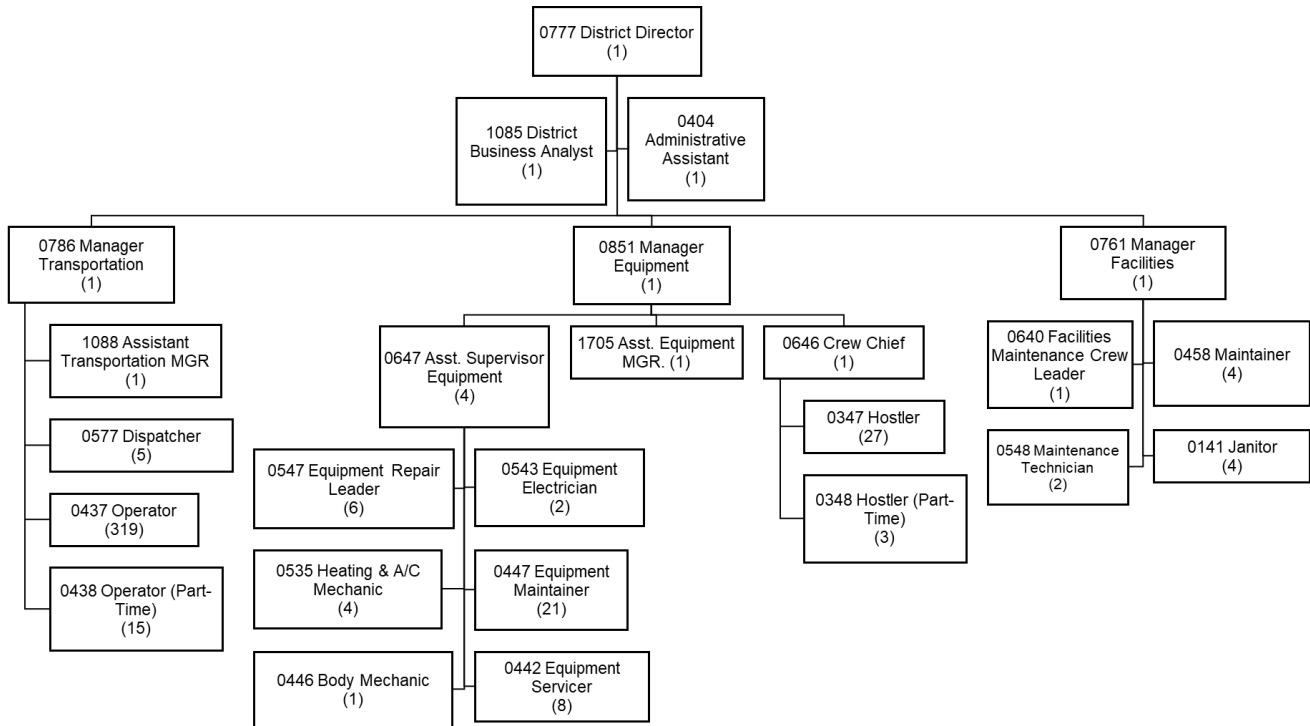 0777 District Director
(1)
1085 District
Business Analyst
(1)
0404
Administrative
Assistant
(1)
0786 Manager
Transportation
(1)
1088 Assistant
Transportation MGR
(1)
0577 Dispatcher
(5)
0437 Operator
(319)
0438 Operator (Part-
Time)
(15)
0851 Manager
Equipment
(1)
0647 Asst. Supervisor
Equipment
(4)
0547 Equipment Repair
Leader
(6)
0543 Equipment
Electrician
(2)
0535 Heating & A/C
Mechanic
(4)
0447 Equipment
Maintainer
(21)
0446 Body Mechanic
(1)
0442 Equipment
Servicer
(8)
1705 Asst. Equipment
MGR. (1)
0646 Crew Chief
(1)
0347 Hostler
(27)
0348 Hostler (Part-
Time)
(3)
0761 Manager
Facilities
(1)
0640 Facilities
Maintenance Crew
Leader
(1)
0458 Maintainer
(4)
0548 Maintenance
Technician
(2)
0141 Janitor
(4)